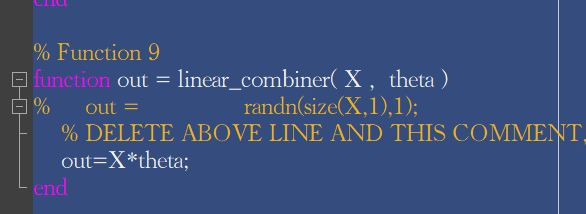 end
% Function 9
function out = linear_combiner( X , theta )
% out = randn(size(X,1),1);
% DELETE ABOVE LINE AND THIS COMMENT,
out=X*theta;
end